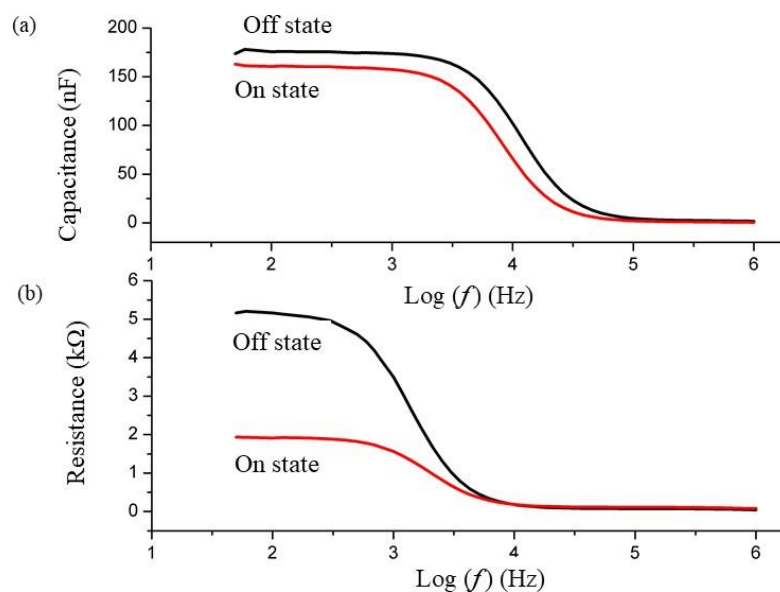 (a)
Off state
200
150
100
50
0
On state
Capacitance (nF)
1 2 3 4 5 6
Log (f) (Hz)
(b)
6
5
4
3
2
1
0
Off state
On state
Resistance (kΩ)
1 2 3 4 5 6
Log (f) (Hz)